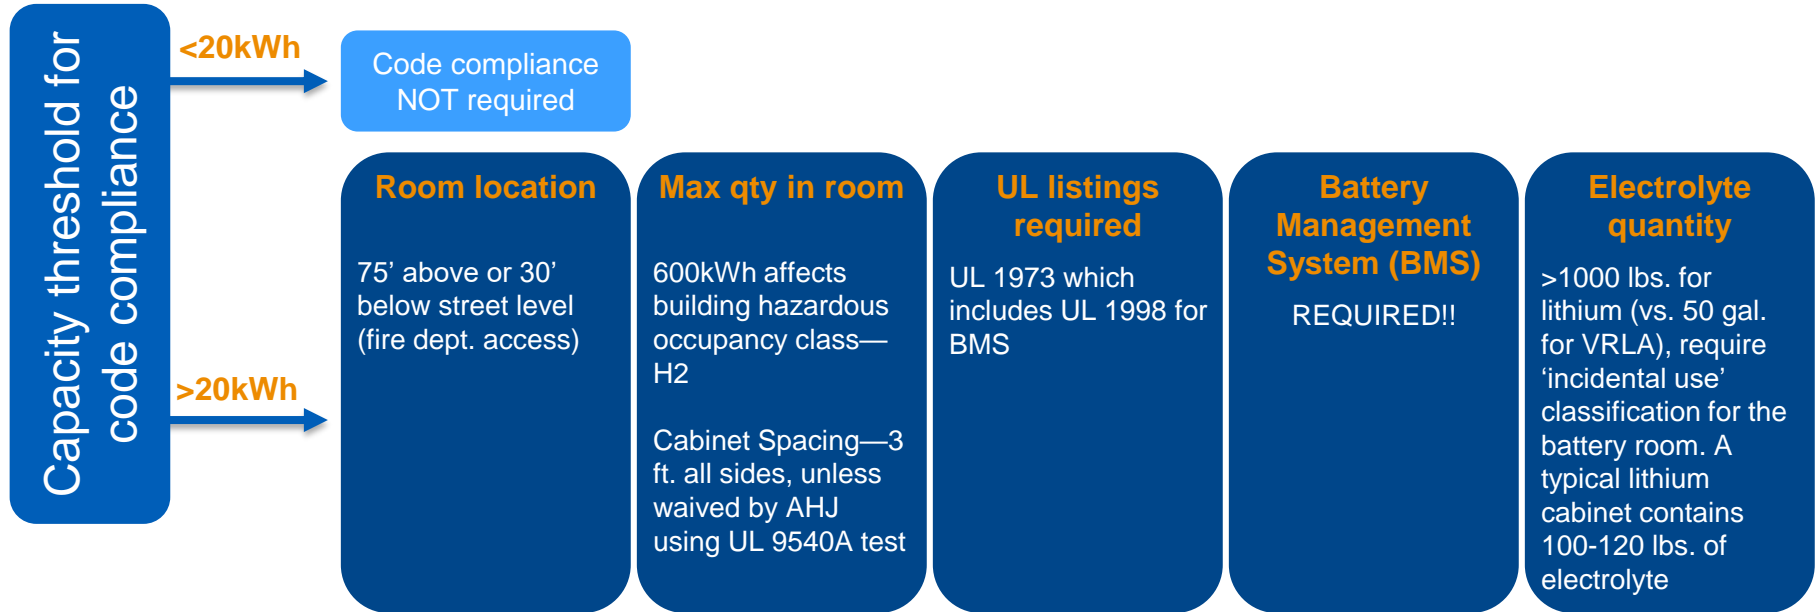 Capacity threshold for
code compliance
<20kWh
Code compliance
NOT required
>20kWh
Room location
75’ above or 30’
below street level
(fire dept. access)
Max qty in room
600kWh affects
building hazardous
occupancy class—
H2
Cabinet Spacing—3
ft. all sides, unless
waived by AHJ
using UL 9540A test
UL listings
required
UL 1973 which
includes UL 1998 for
BMS
Battery
Management
System (BMS)
REQUIRED!!
Electrolyte
quantity
>1000 lbs. for
lithium (vs. 50 gal.
for VRLA), require
‘incidental use’
classification for the
battery room. A
typical lithium
cabinet contains
100-120 lbs. of
electrolyte